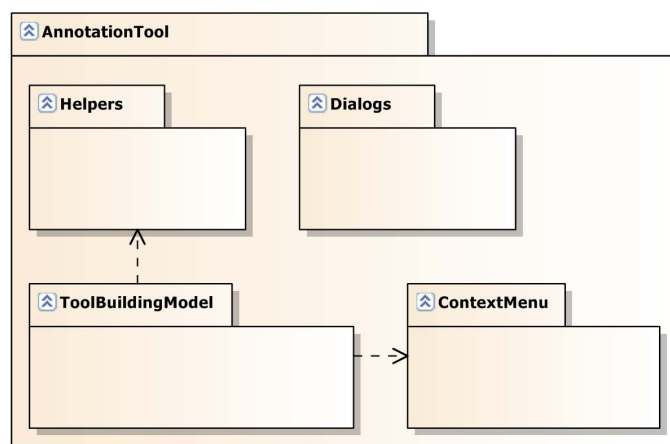 AnnotationTool
Helpers
Dialogs
ToolBuildingModel
ContextMenu